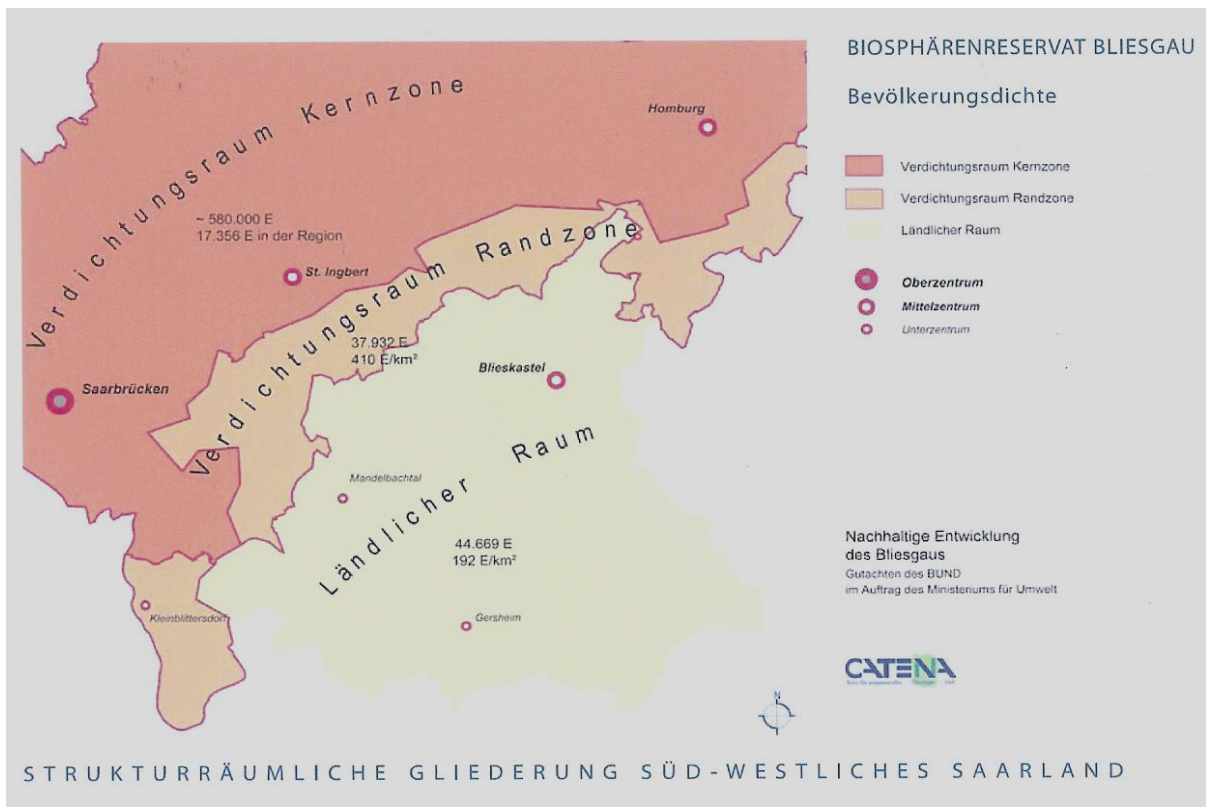 BIOSPHÄRENRESERVAT BLIESGAU
Bevölkerungsdichte
Verdichtungsraum Kernzone
Verdichtungsraum Randzone
Ländlicher Raum
Oberzentrum
Mittelzentrum
Unterzentrum
Verdichtungsraum Kernzone
Homburg
~ 580.000 E
17.356 E in der Region
St. Ingbert
Verdichtungsraum Randzone
37.932 E
410 E/km²
Saarbrücken
Blieskastel
Mandelbachtal
Ländlicher Raum
44.669 E
192 E/km²
Kleinblittersdorf
Gersheim
Nachhaltige Entwicklung
des Bliesgaus
Gutachten des BUND
im Auftrag des Ministeriums für Umwelt
CATENA
N
STRUKTURRÄUMLICHE GLIEDERUNG SÜD-WESTLICHES SAARLAND